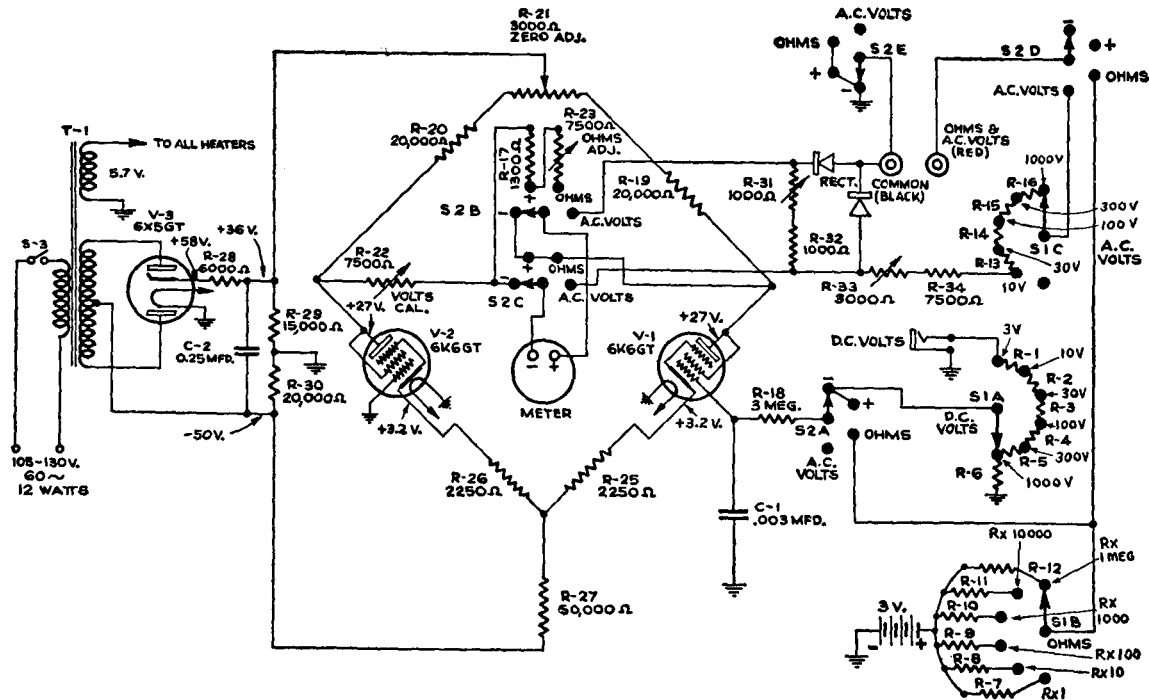 R-21
3000Ω
ZERO ADJ.
A.C. VOLTS
OHMS
S2E
+
-
S2D
-
+
OHMS
A.C. VOLTS
T-1
TO ALL HEATERS
5.7 V.
R-20
20,000Ω
R-17
1300Ω
R-23
7500Ω
OHMS
ADJ.
+
OHMS
R-19
20,000Ω
R-31
1000Ω
RECT.
COMMON
(BLACK)
OHMS &
A.C. VOLTS
(RED)
1000V
R-16
R-15
300V
100V
R-14
S1C
A.C.
VOLTS
30V
R-13
10V
V-3
6X5GT
+58V.
+36V.
R-28
6000Ω
S-3
S2B
-
A.C. VOLTS
R-32
1000Ω
R-22
7500Ω
VOLTS
CAL.
+
OHMS
-
S2C
A.C. VOLTS
R-33
3000Ω
R-34
7500Ω
R-29
15,000Ω
C-2
0.25 MFD.
R-30
20,000Ω
-50V.
+27V.
V-2
6K6GT
+3.2V.
- +
METER
+27V.
V-1
6K6GT
+3.2V.
D.C. VOLTS
3V
R-1
10V
R-2
30V
R-3
100V
R-4
300V
R-5
1000V
R-6
S1A
D.C.
VOLTS
R-18
3 MEG.
-
+
S2A
OHMS
A.C.
VOLTS
105-130V.
60~
12 WATTS
R-26
2250Ω
R-25
2250Ω
C-1
.003 MFD.
R-27
50,000Ω
RX 10000
RX
1 MEG
R-12
R-11
3 V.
R-10
RX
1000
S1B
OHMS
- +
R-9
RX100
R-8
RX10
R-7
RX1